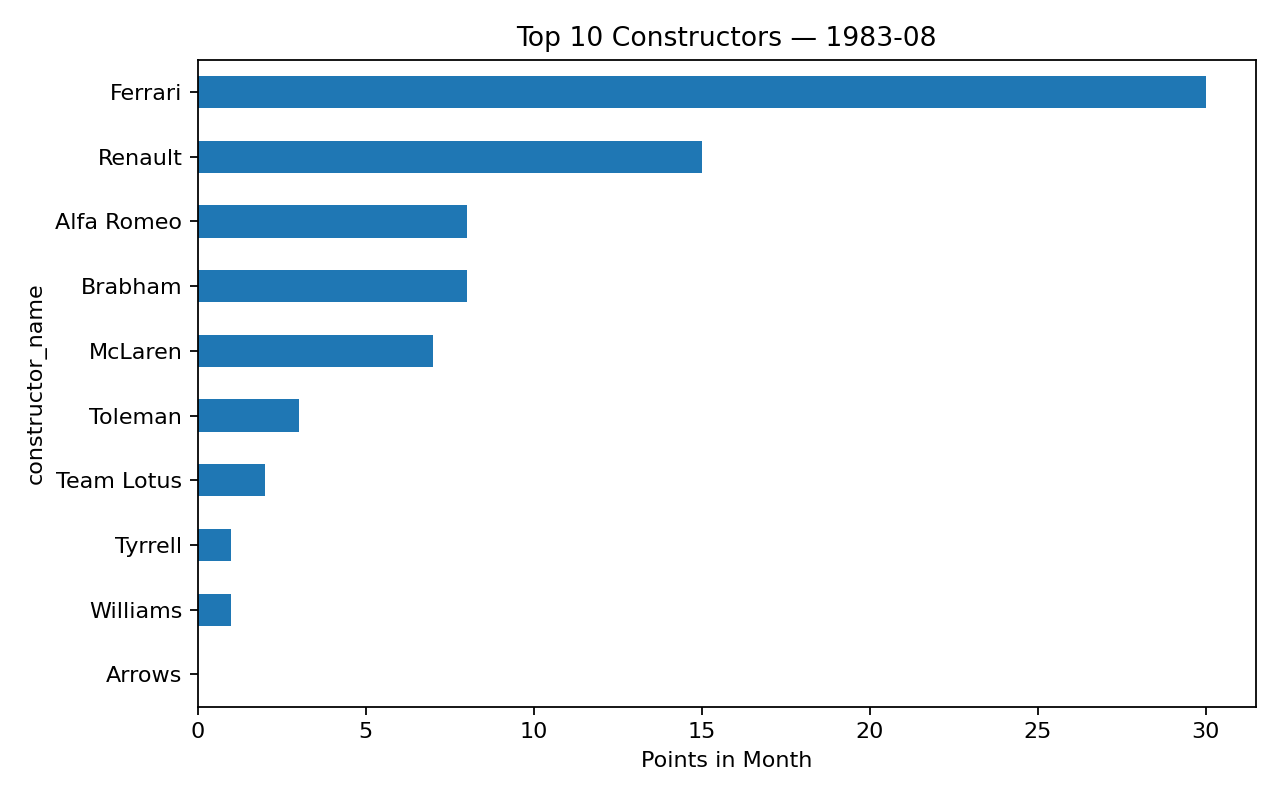 Top 10 Constructors — 1983-08
constructor_name
Ferrari
Renault
Alfa Romeo
Brabham
McLaren
Toleman
Team Lotus
Tyrrell
Williams
Arrows
0 5 10 15 20 25 30
Points in Month